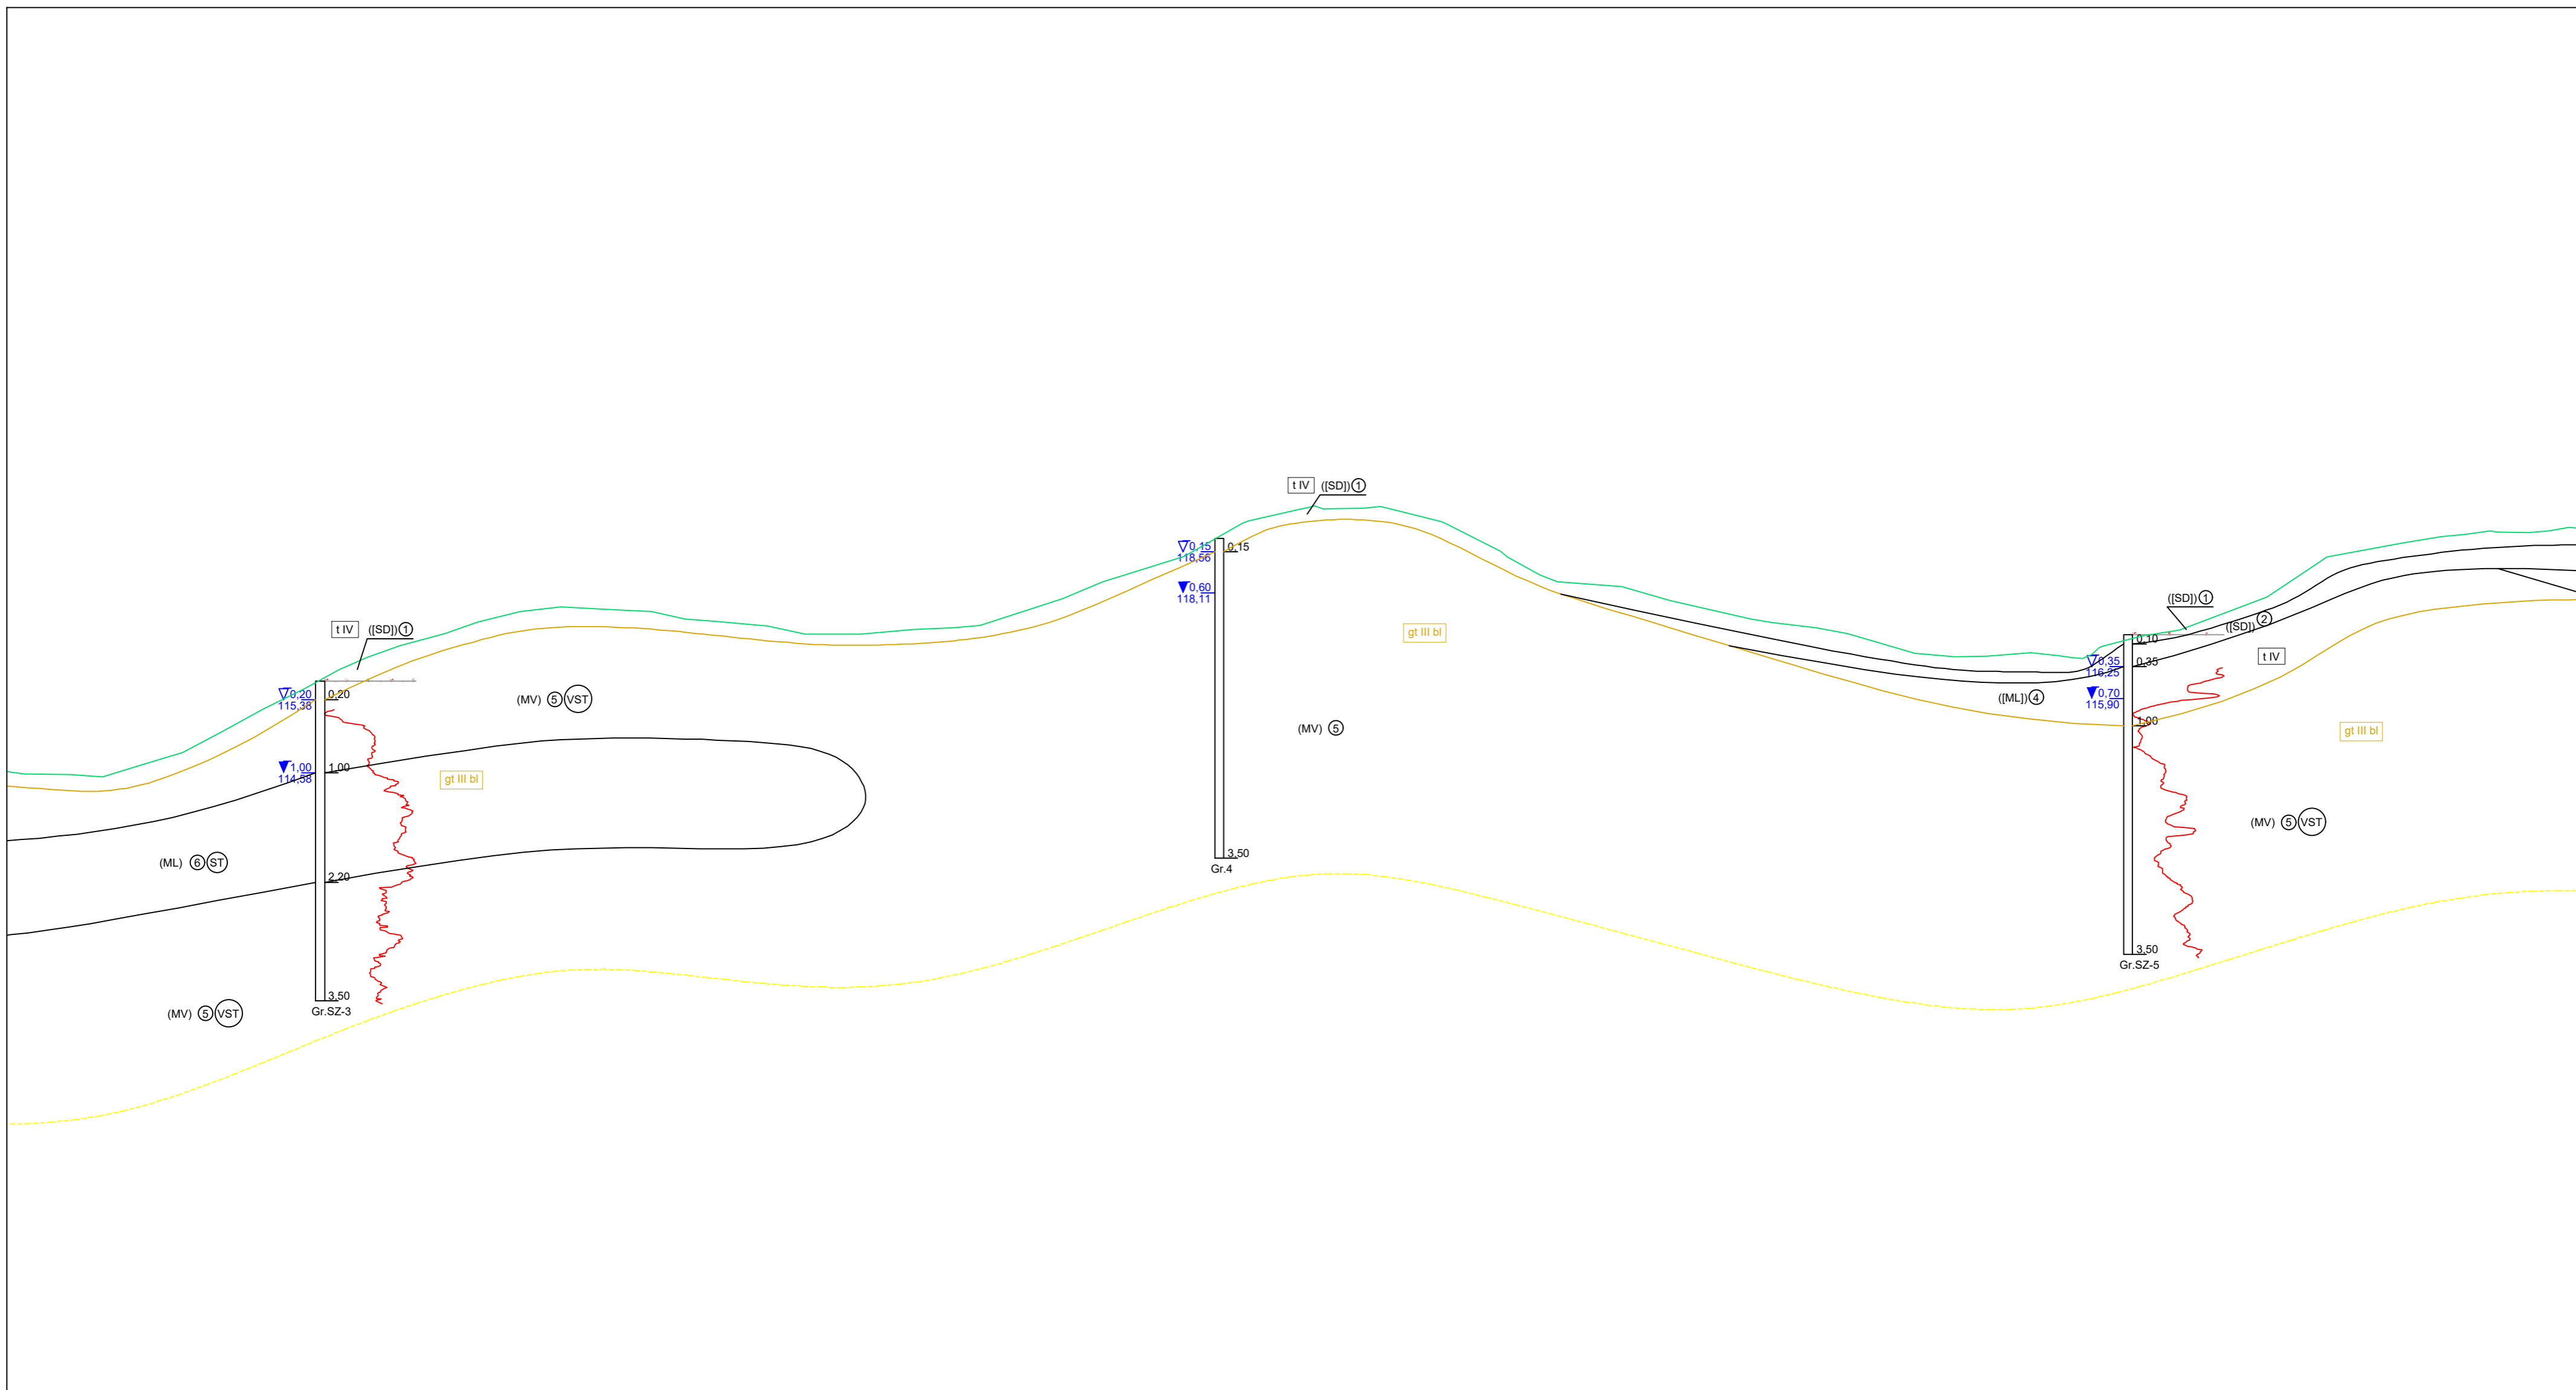 t IV ([SD]) 1
0,15 0,15
118,56
0,60
118,11
3,50
Gr.4
gt III bl
(MV) 5
t IV ([SD]) 1
0,20 0,20
115,38
1,00 1,00
114,58
2,20
3,50
Gr.SZ-3
(MV) 5 VST
gt III bl
(ML) 6 ST
(MV) 5 VST
([SD]) 1
([SD]) 2
0,10
0,35 0,35
116,25
t IV
0,70
115,90
([ML]) 4
1,00
gt III bl
(MV) 5 VST
3,50
Gr.SZ-5